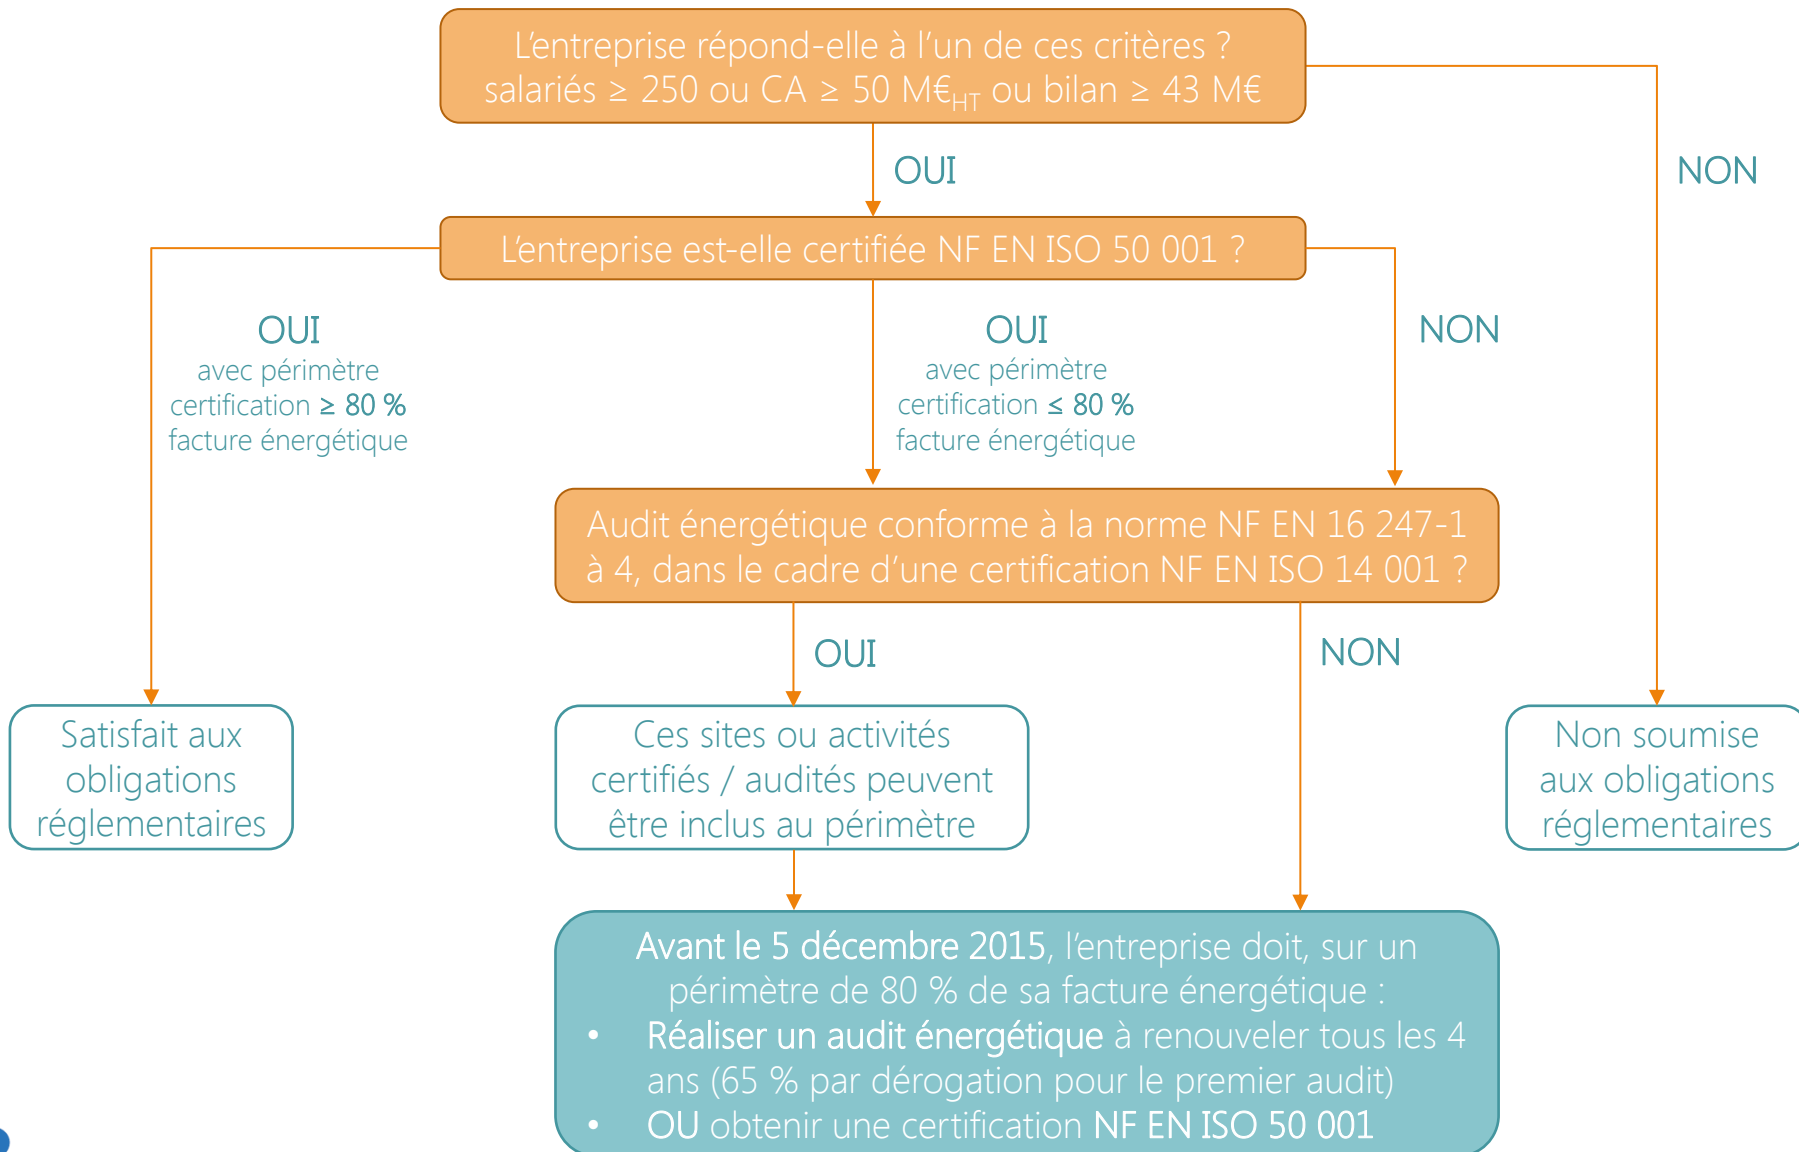 L'entreprise répond-elle à l'un de ces critères ?
salariés ≥ 250 ou CA ≥ 50 M€HT ou bilan ≥ 43 M€
OUI
NON
L'entreprise est-elle certifiée NF EN ISO 50 001 ?
OUI
avec périmètre
certification ≥ 80 %
facture énergétique
OUI
avec périmètre
certification ≤ 80 %
facture énergétique
NON
Audit énergétique conforme à la norme NF EN 16 247-1
à 4, dans le cadre d'une certification NF EN ISO 14 001 ?
OUI
NON
Satisfait aux
obligations
réglementaires
Ces sites ou activités
certifiés / audités peuvent
être inclus au périmètre
Non soumise
aux obligations
réglementaires
Avant le 5 décembre 2015, l'entreprise doit, sur un
périmètre de 80 % de sa facture énergétique :
• Réaliser un audit énergétique à renouveler tous les 4
ans (65 % par dérogation pour le premier audit)
• OU obtenir une certification NF EN ISO 50 001